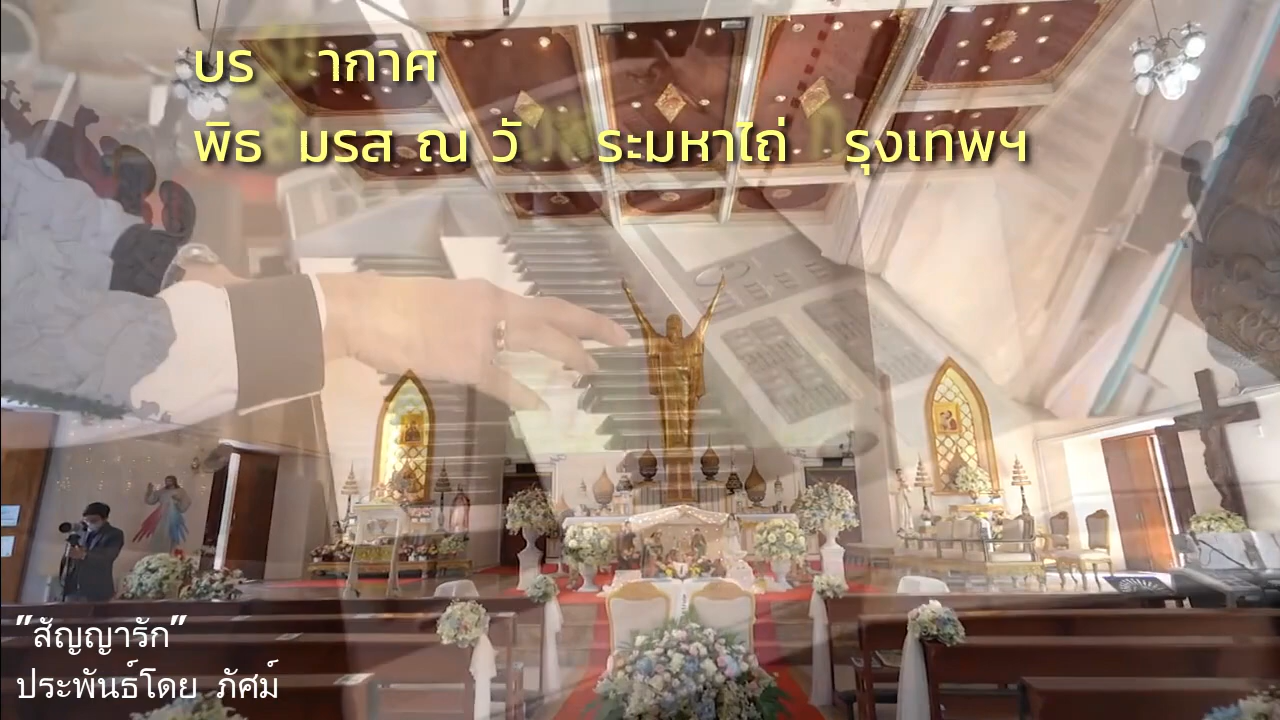 บร ากาศ
พิธ มรส ณ วั ระมหาไถ่ รุงเทพฯ
"สัญญารัก"
ประพันธ์โดย ภัศม์